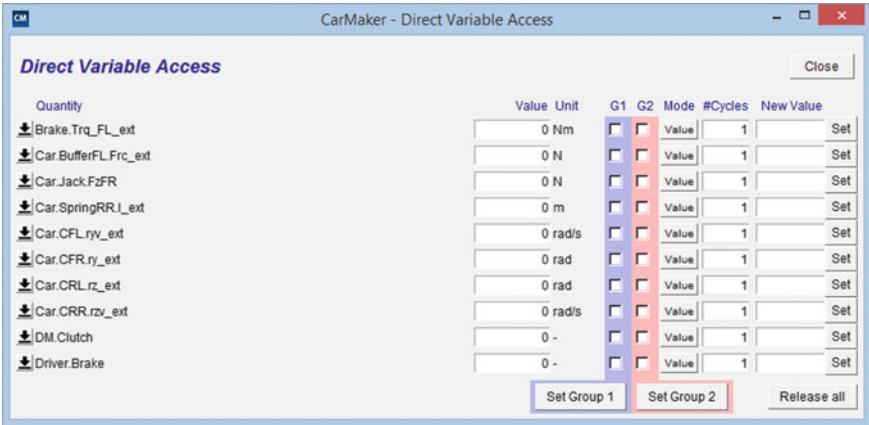 CM CarMaker - Direct Variable Access
Direct Variable Access Close
Quantity Value Unit G1 G2 Mode #Cycles New Value
Brake.Trq_FL_ext 0 Nm Value 1 Set
Car.BufferFL.Frc_ext 0 N Value 1 Set
Car.Jack.FzFR 0 N Value 1 Set
Car.SpringRR.l_ext 0 m Value 1 Set
Car.CFL.ryv_ext 0 rad/s Value 1 Set
Car.CFR.ry_ext 0 rad Value 1 Set
Car.CRL.rz_ext 0 rad Value 1 Set
Car.CRR.rzv_ext 0 rad/s Value 1 Set
DM.Clutch 0 - Value 1 Set
Driver.Brake 0 - Value 1 Set
Set Group 1 Set Group 2 Release all